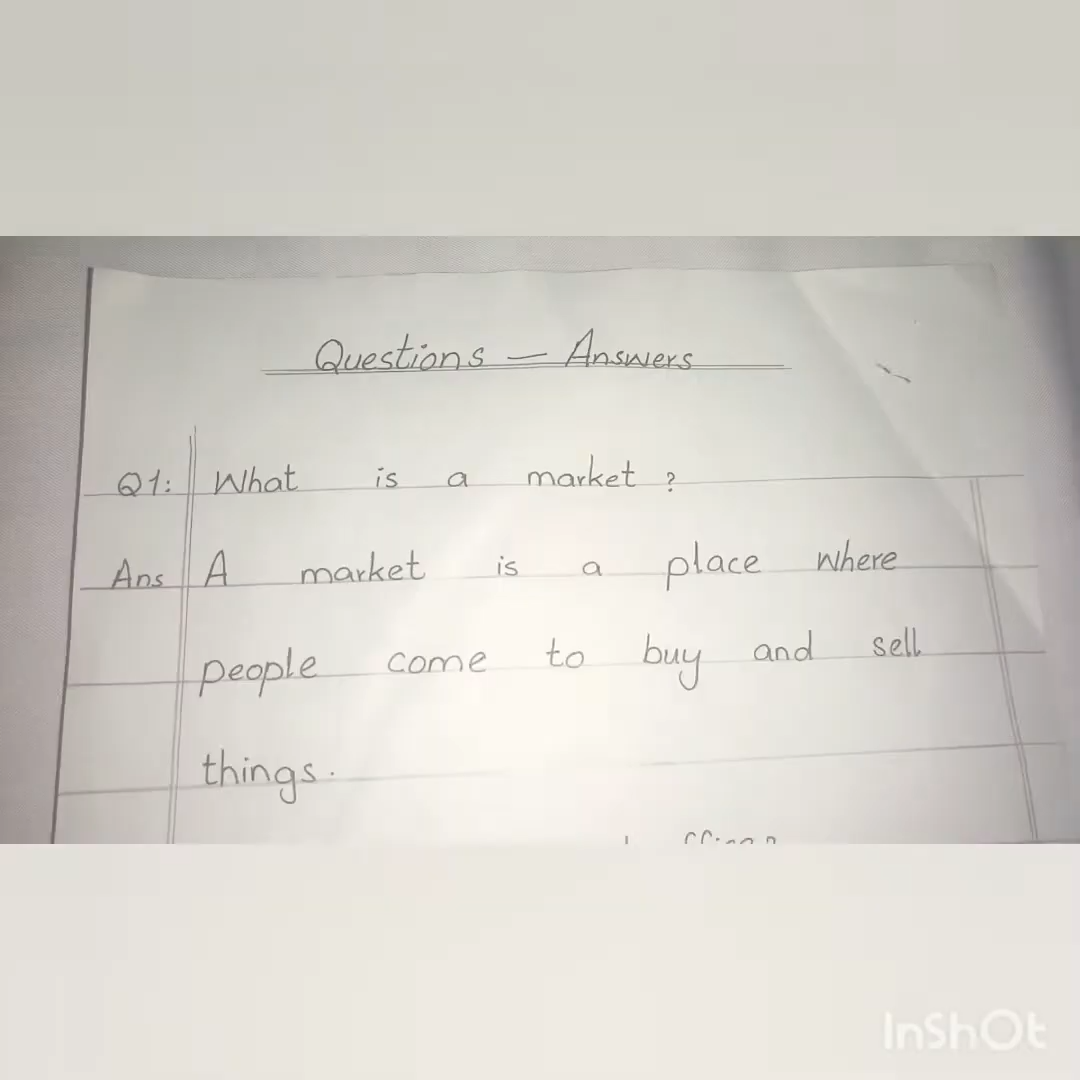 Questions — Answers
Q1: What is a market ?
Ans A market is a place where
people come to buy and sell
things.
InShOt